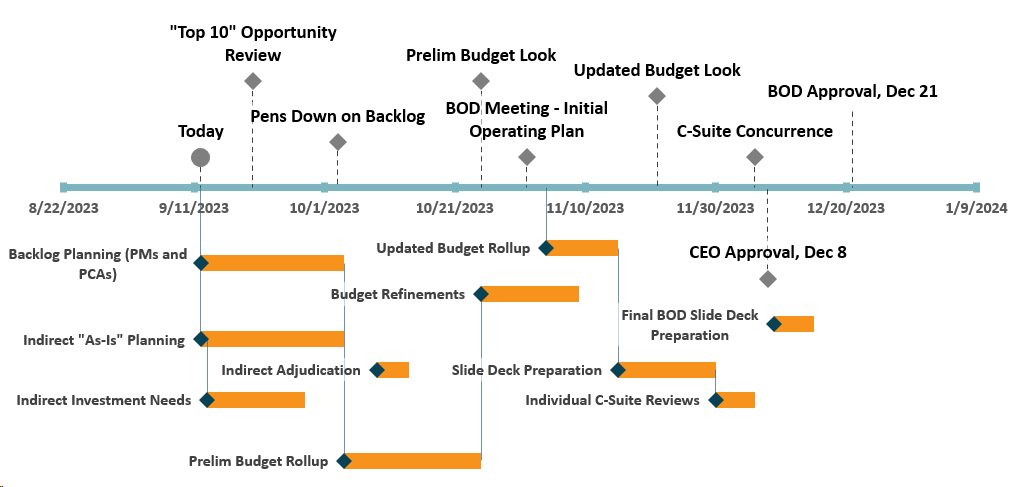 "Top 10" Opportunity
Review
Prelim Budget Look
Updated Budget Look
BOD Approval, Dec 21
Pens Down on Backlog
BOD Meeting - Initial
Operating Plan
Today
C-Suite Concurrence
8/22/2023
9/11/2023
10/1/2023
10/21/2023
11/10/2023
11/30/2023
12/20/2023
1/9/2024
Backlog Planning (PMs and
PCAs)
Updated Budget Rollup
CEO Approval, Dec 8
Budget Refinements
Final BOD Slide Deck
Preparation
Indirect "As-Is" Planning
Indirect Adjudication
Slide Deck Preparation
Indirect Investment Needs
Individual C-Suite Reviews
Prelim Budget Rollup